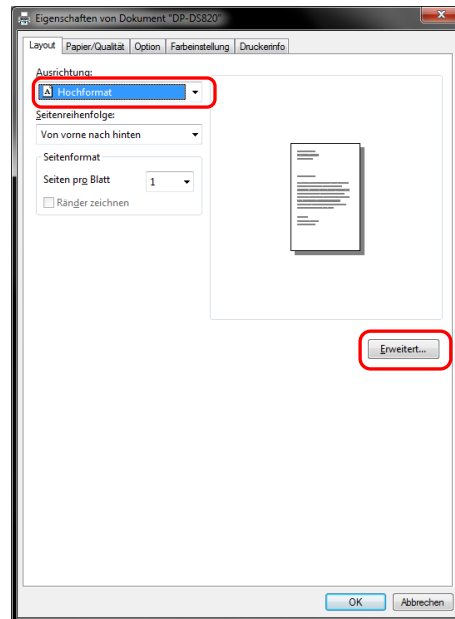 Eigenschaften von Dokument "DP-DS820"
Layout Papier/Qualität Option Farbeinstellung Druckerinfo
Ausrichtung:
A Hochformat
Seitenreihenfolge:
Von vorne nach hinten
Seitenformat
Seiten pro Blatt 1
Ränder zeichnen
Erweitert...
OK Abbrechen